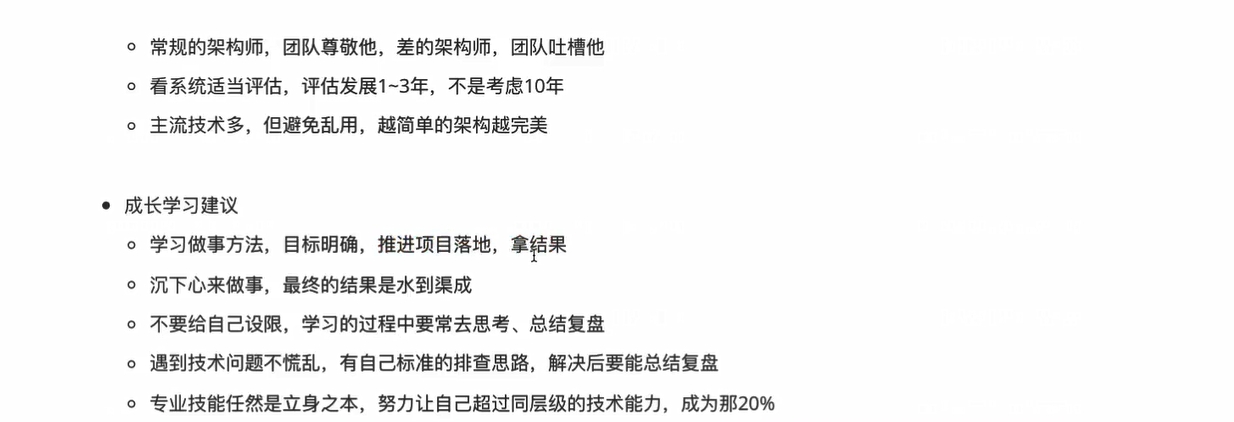 常规的架构师，团队尊敬他，差的架构师，团队吐槽他
看系统适当评估，评估发展1~3年，不是考虑10年
主流技术多，但避免乱用，越简单的架构越完美
成长学习建议
学习做事方法，目标明确，推进项目落地，拿结果
沉下心来做事，最终的结果是水到渠成
不要给自己设限，学习的过程中要常去思考、总结复盘
遇到技术问题不慌乱，有自己标准的排查思路，解决后要能总结复盘
专业技能任然是立身之本，努力让自己超过同层级的技术能力，成为那20%